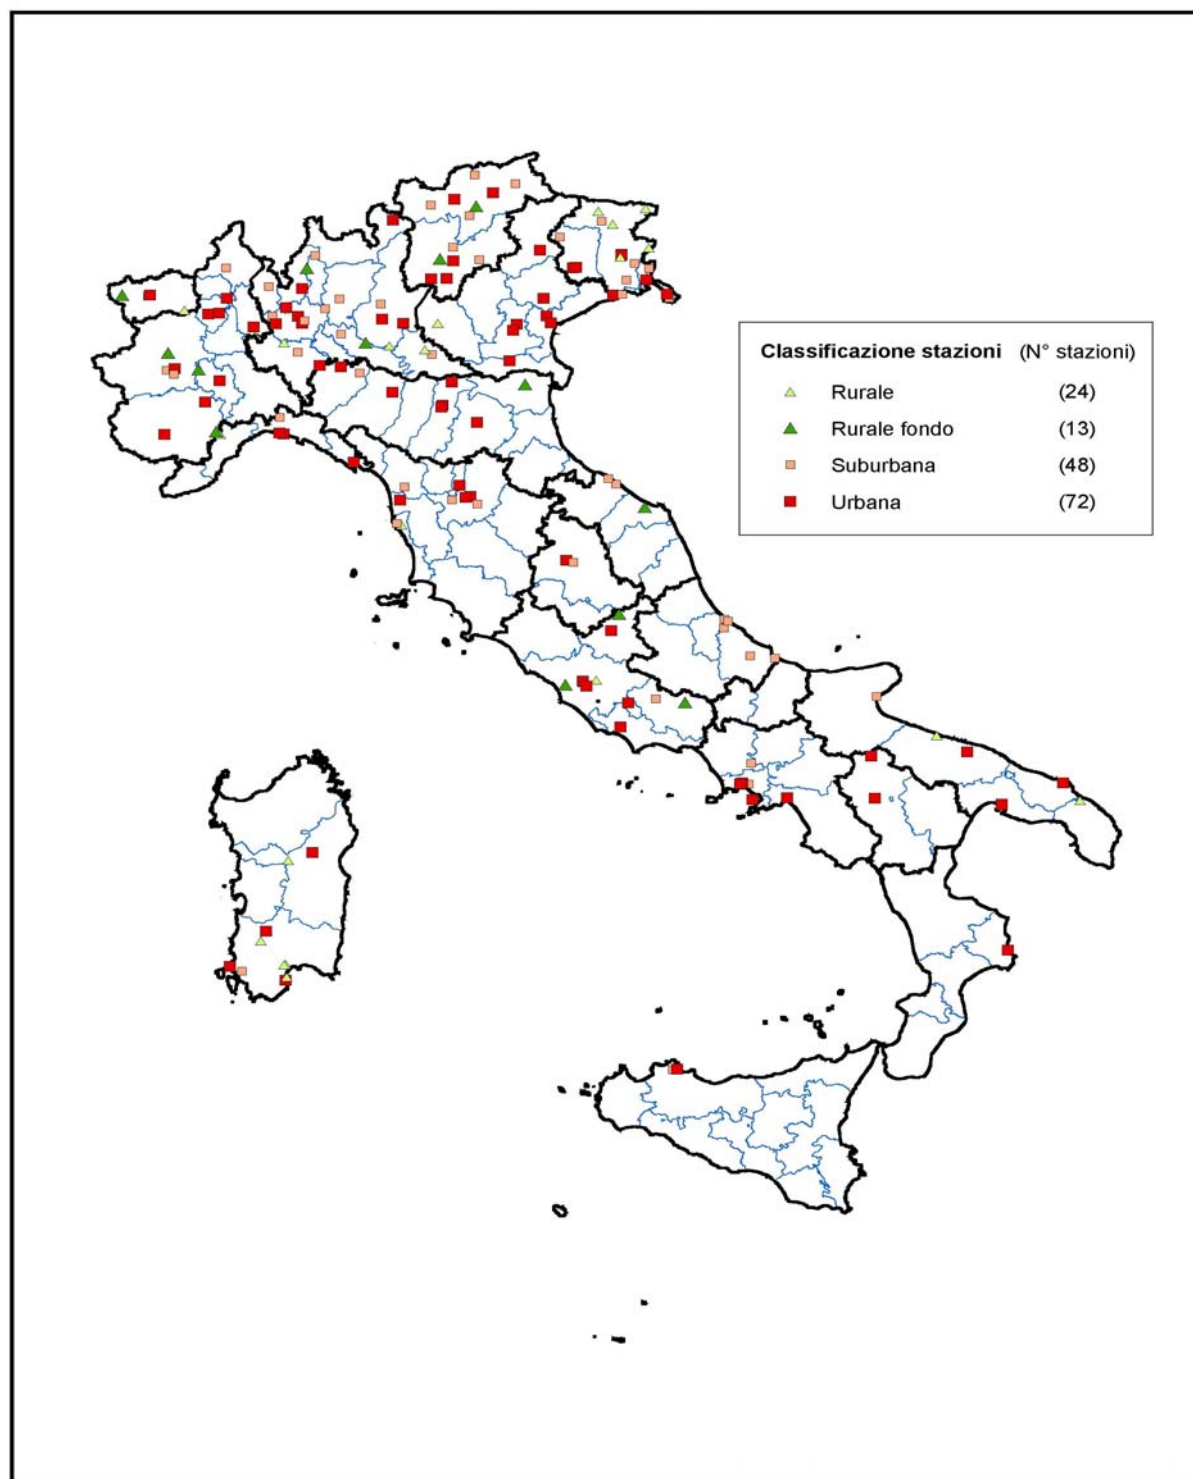 Classificazione stazioni (N° stazioni)
Rurale (24)
Rurale fondo (13)
Suburbana (48)
Urbana (72)